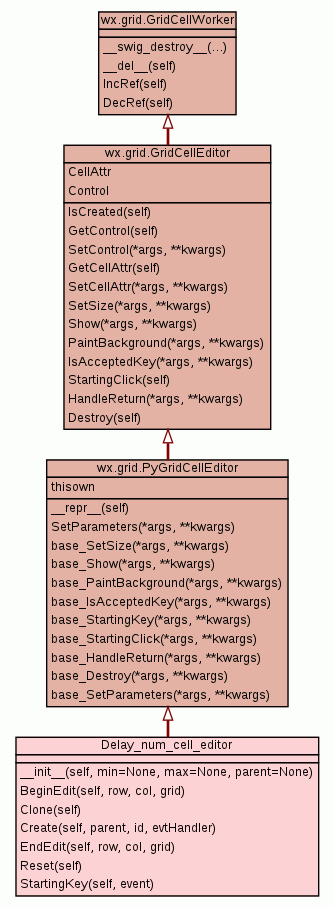 wx.grid.GridCellWorker
__swig_destroy__(...)
__del__(self)
IncRef(self)
DecRef(self)
wx.grid.GridCellEditor
CellAttr
Control
IsCreated(self)
GetControl(self)
SetControl(*args, **kwargs)
GetCellAttr(self)
SetCellAttr(*args, **kwargs)
SetSize(*args, **kwargs)
Show(*args, **kwargs)
PaintBackground(*args, **kwargs)
IsAcceptedKey(*args, **kwargs)
StartingClick(self)
HandleReturn(*args, **kwargs)
Destroy(self)
wx.grid.PyGridCellEditor
thisown
__repr__(self)
SetParameters(*args, **kwargs)
base_SetSize(*args, **kwargs)
base_Show(*args, **kwargs)
base_PaintBackground(*args, **kwargs)
base_IsAcceptedKey(*args, **kwargs)
base_StartingKey(*args, **kwargs)
base_StartingClick(*args, **kwargs)
base_HandleReturn(*args, **kwargs)
base_Destroy(*args, **kwargs)
base_SetParameters(*args, **kwargs)
Delay_num_cell_editor
__init__(self, min=None, max=None, parent=None)
BeginEdit(self, row, col, grid)
Clone(self)
Create(self, parent, id, evtHandler)
EndEdit(self, row, col, grid)
Reset(self)
StartingKey(self, event)